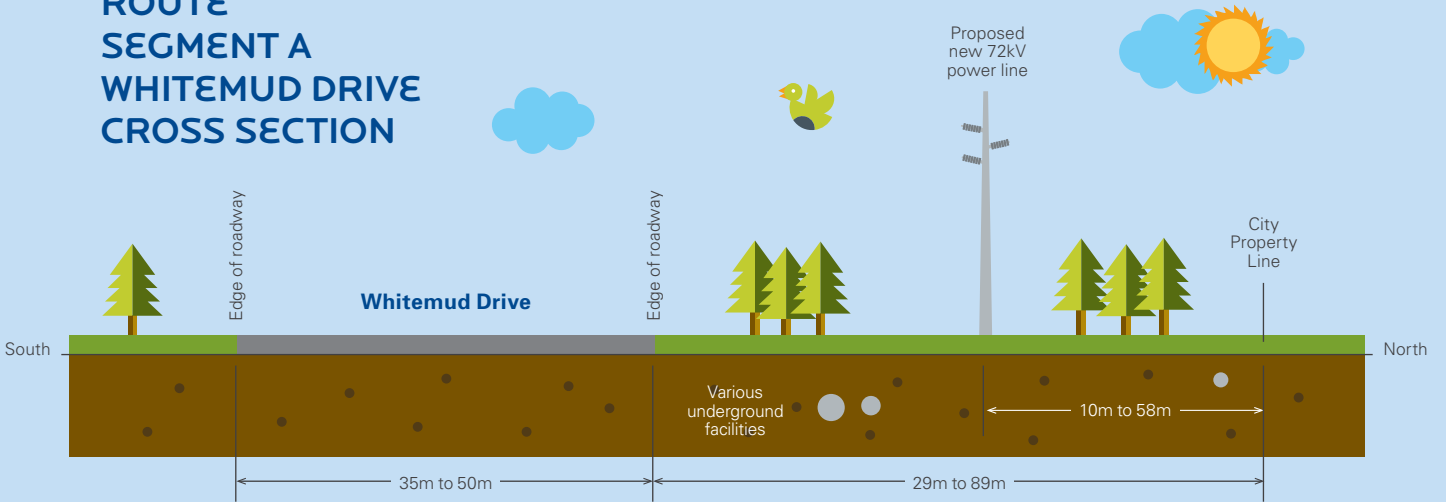 ROUTE
SEGMENT A
WHITEMUD DRIVE
CROSS SECTION
Proposed
new 72kV
power line
Edge of roadway
Whitemud Drive
Edge of roadway
City
Property
Line
South
North
Various
underground
facilities
10m to 58m
35m to 50m
29m to 89m